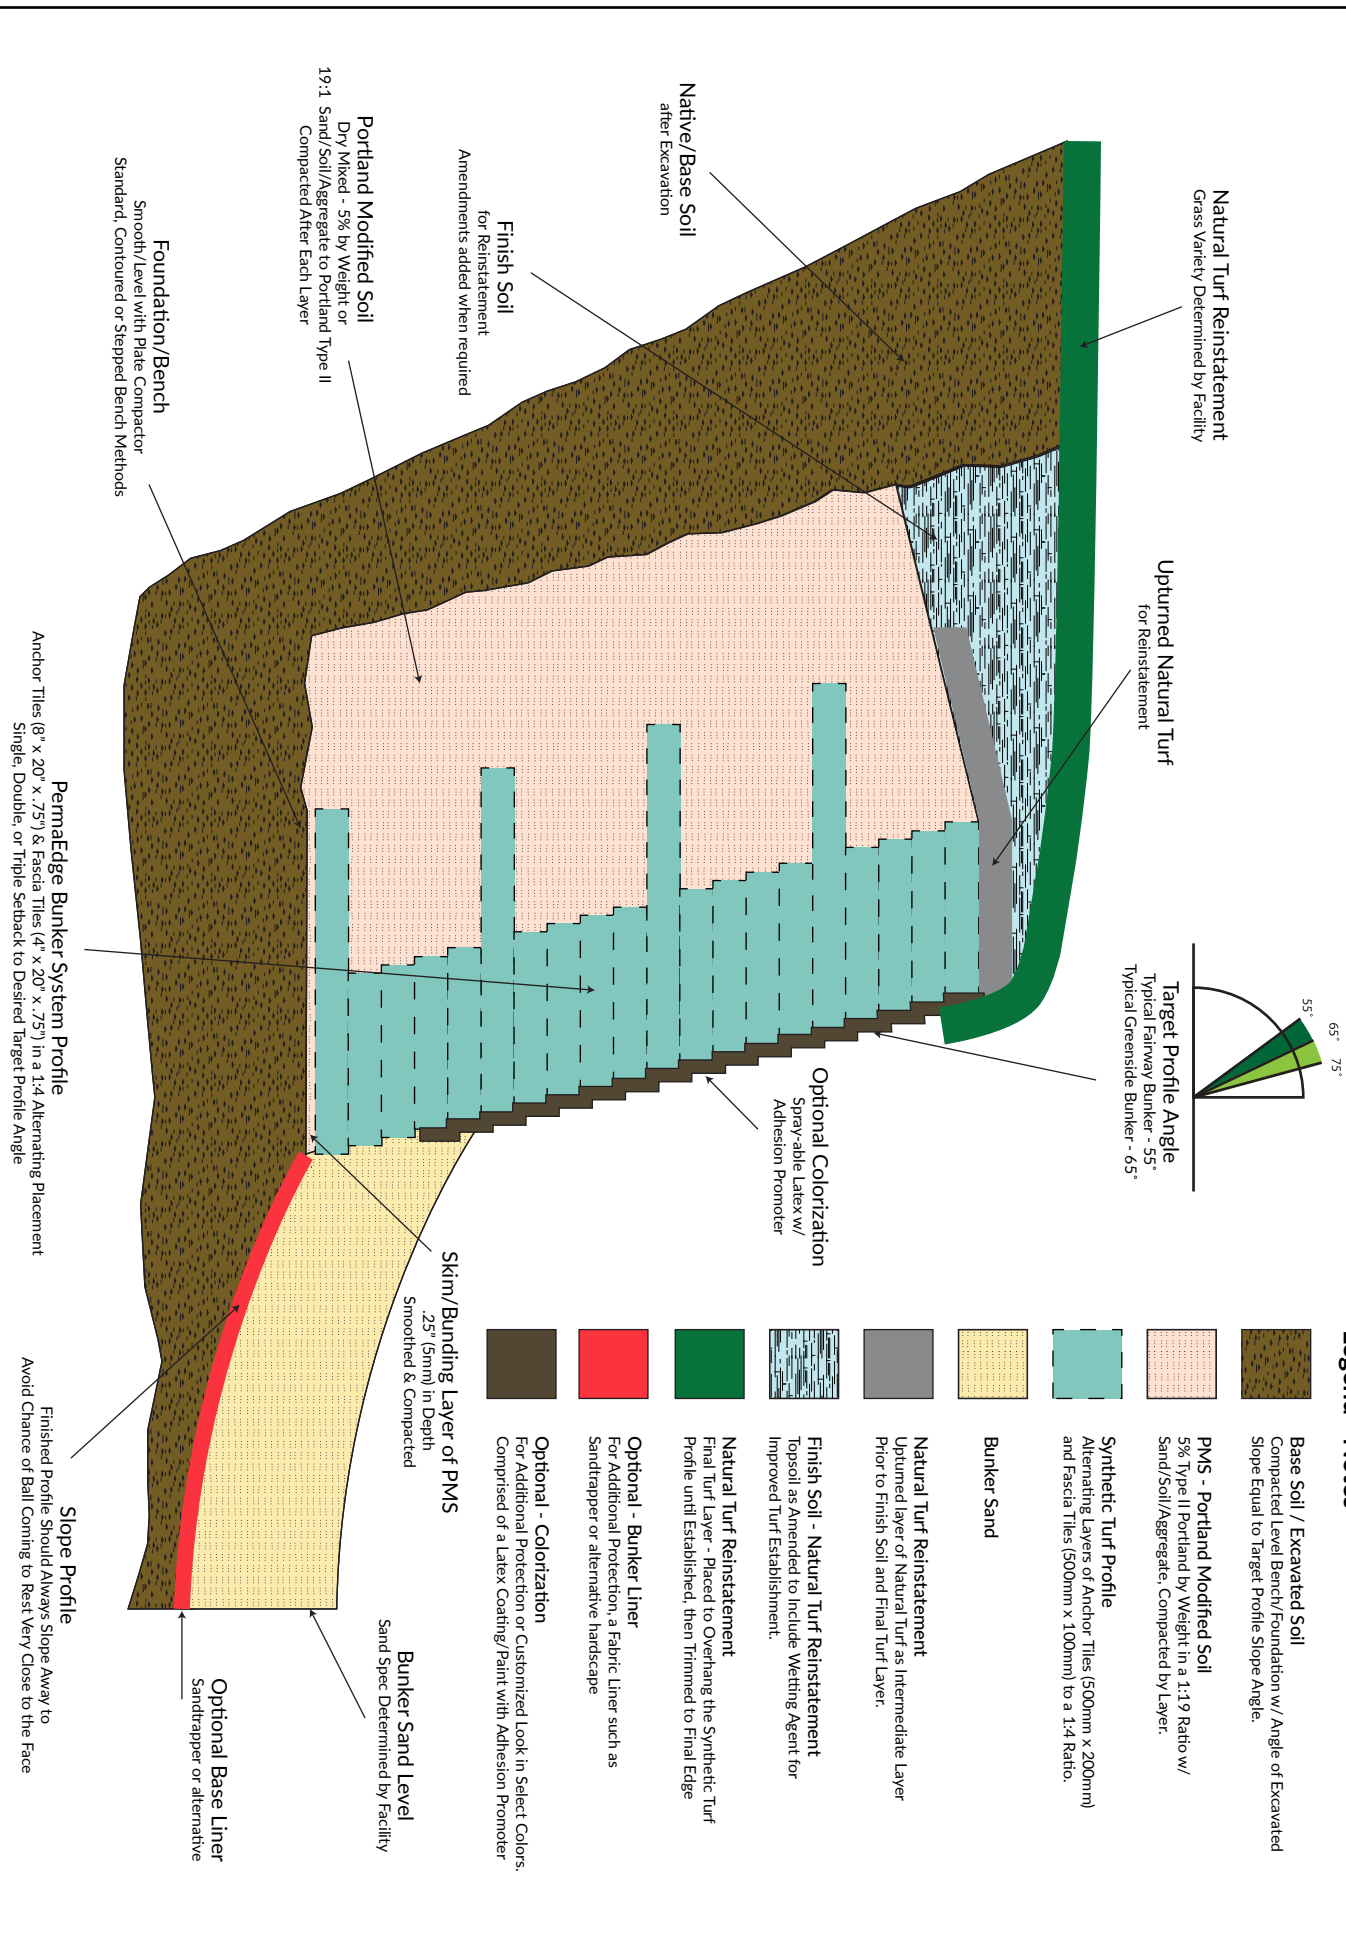 Natural Turf Reinstatement
Grass Variety Determined by Facility
Upturned Natural Turf
for Reinstatement
55°
65°
75°
Target Profile Angle
Typical Fairway Bunker - 55°
Typical Greenside Bunker - 65°
Native/Base Soil
after Excavation
Finish Soil
for Reinstatement
Amendments added when required
Portland Modified Soil
Dry Mixed - 5% by Weight or
19:1 Sand/Soil/Aggregate to Portland Type II
Compacted After Each Layer
Foundation/Bench
Smooth/Level with Plate Compactor
Standard, Contoured or Stepped Bench Methods
PermaEdge Bunker System Profile
Anchor Tiles (8" x 20" x .75") & Fascia Tiles (4" x 20" x .75") in a 1:4 Alternating Placement
Single, Double, or Triple Setback to Desired Target Profile Angle
Optional Colorization
Spray-able Latex w/
Adhesion Promoter
Skim/Bunding Layer of PMS
.25" (5mm) in Depth
Smoothed & Compacted
Slope Profile
Finished Profile Should Always Slope Away to
Avoid Chance of Ball Coming to Rest Very Close to the Face
Bunker Sand Level
Sand Spec Determined by Facility
Optional Base Liner
Sandtrapper or alternative
Base Soil / Excavated Soil
Compacted Level Bench/Foundation w/ Angle of Excavated
Slope Equal to Target Profile Slope Angle.
PMS - Portland Modified Soil
5% Type II Portland by Weight in a 1:19 Ratio w/
Sand/Soil/Aggregate, Compacted by Layer.
Synthetic Turf Profile
Alternating Layers of Anchor Tiles (500mm x 200mm)
and Fascia Tiles (500mm x 100mm) to a 1:4 Ratio.
Bunker Sand
Natural Turf Reinstatement
Upturned layer of Natural Turf as Intermediate Layer
Prior to Finish Soil and Final Turf Layer.
Finish Soil - Natural Turf Reinstatement
Topsoil as Amended to Include Wetting Agent for
Improved Turf Establishment.
Natural Turf Reinstatement
Final Turf Layer - Placed to Overhang the Synthetic Turf
Profile until Established, then Trimmed to Final Edge
Optional - Bunker Liner
For Additional Protection, a Fabric Liner such as
Sandtrapper or alternative hardscape
Optional - Colorization
For Additional Protection or Customized Look in Select Colors.
Comprised of a Latex Coating/Paint with Adhesion Promoter